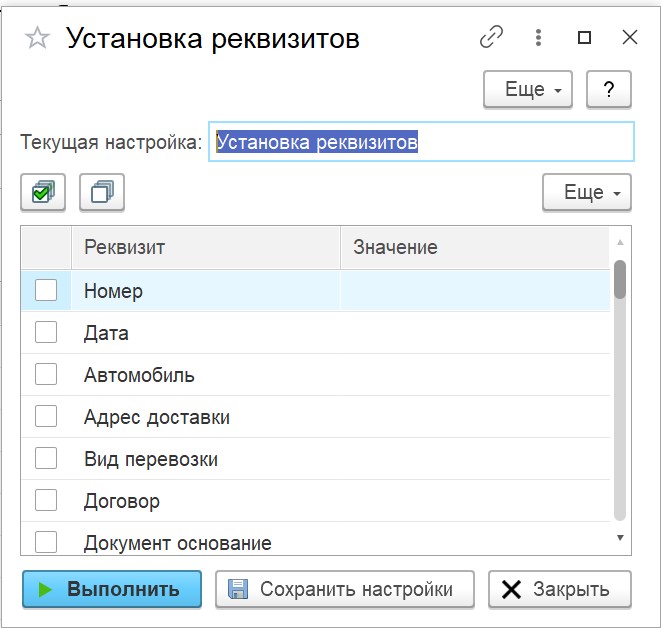 Установка реквизитов
Еще
?
Текущая настройка: Установка реквизитов
Еще
Реквизит Значение
Номер
Дата
Автомобиль
Адрес доставки
Вид перевозки
Договор
Документ основание
Выполнить Сохранить настройки Закрыть